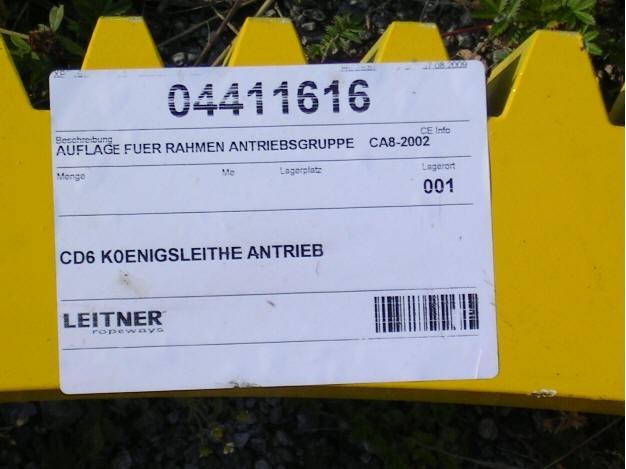 04411616
Beschreibung CE Info
AUFLAGE FUER RAHMEN ANTRIEBSGRUPPE CA8-2002
Menge Me Lagerplatz Lagerort
001
CD6 K0ENIGSLEITHE ANTRIEB
LEITNER
ropeways